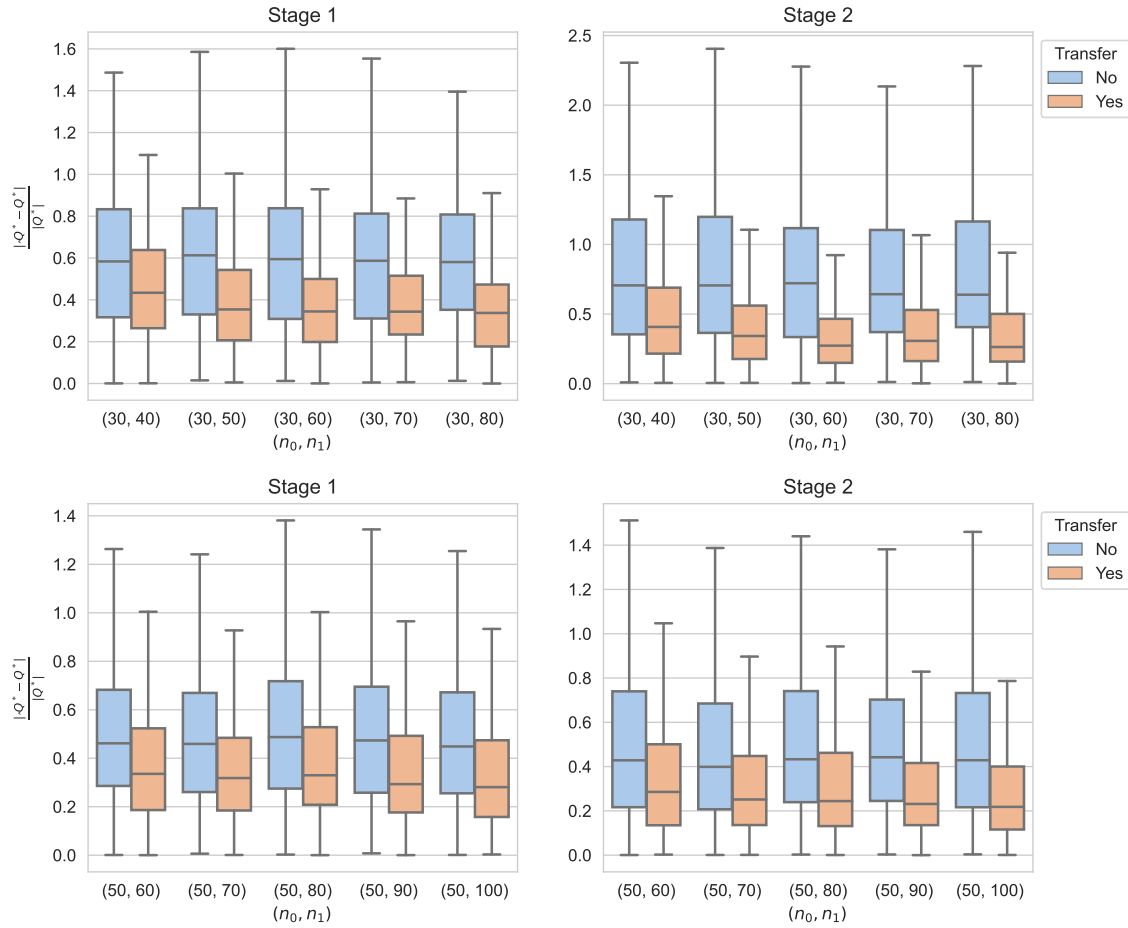 Stage 1
1.6
1.4
1.2
1.0
0.8
0.6
0.4
0.2
0.0
|·Q* − Q*|
|Q*|
(30, 40) (30, 50) (30, 60) (30, 70) (30, 80)
(n₀, n₁)
Stage 2
2.5
2.0
1.5
1.0
0.5
0.0
(30, 40) (30, 50) (30, 60) (30, 70) (30, 80)
(n₀, n₁)
Transfer
No
Yes
Stage 1
1.4
1.2
1.0
0.8
0.6
0.4
0.2
0.0
|·Q* − Q*|
|Q*|
(50, 60) (50, 70) (50, 80) (50, 90) (50, 100)
(n₀, n₁)
Stage 2
1.4
1.2
1.0
0.8
0.6
0.4
0.2
0.0
(50, 60) (50, 70) (50, 80) (50, 90) (50, 100)
(n₀, n₁)
Transfer
No
Yes